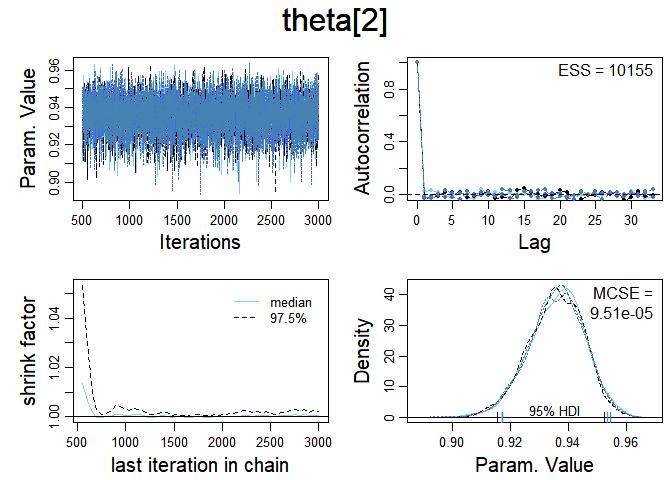 theta[2]
Param. Value
0.90 0.92 0.94 0.96
500 1000 1500 2000 2500 3000
Iterations
Autocorrelation
0.0 0.4 0.8
ESS = 10155
0 5 10 15 20 25 30
Lag
shrink factor
1.00 1.02 1.04
median
97.5%
500 1000 1500 2000 2500 3000
last iteration in chain
Density
0 10 20 30 40
MCSE =
9.51e-05
95% HDI
0.90 0.92 0.94 0.96
Param. Value